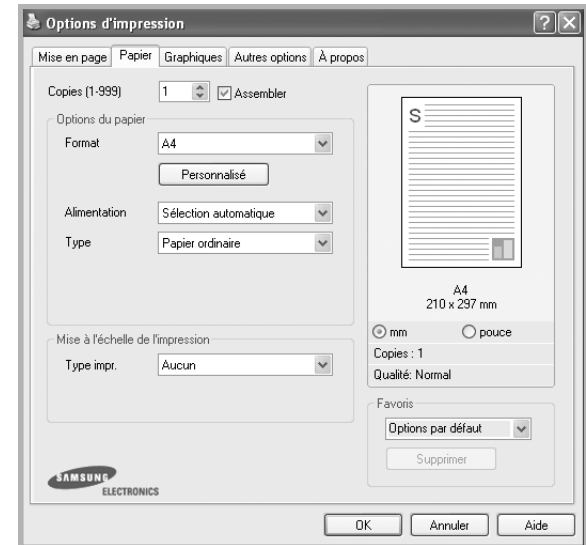 Options d'impression
Mise en page Papier Graphiques Autres options À propos
Copies (1-999) 1 Assembler
Options du papier
Format A4
Personnalisé
Alimentation Sélection automatique
Type Papier ordinaire
Mise à l'échelle de l'impression
Type impr. Aucun
S
A4
210 x 297 mm
mm pouce
Copies : 1
Qualité: Normal
Favoris
Options par défaut
Supprimer
SAMSUNG
ELECTRONICS
OK Annuler Aide